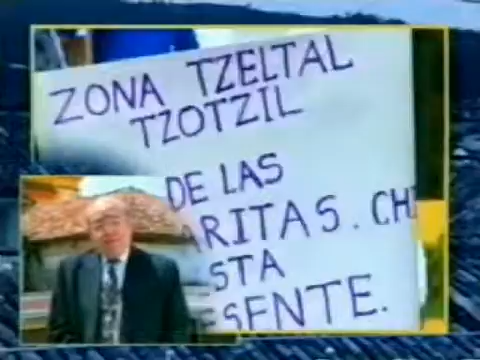 ZONA TZELTAL
TZOTZIL
DE LAS
ARITAS. CH
STA
ESENTE.